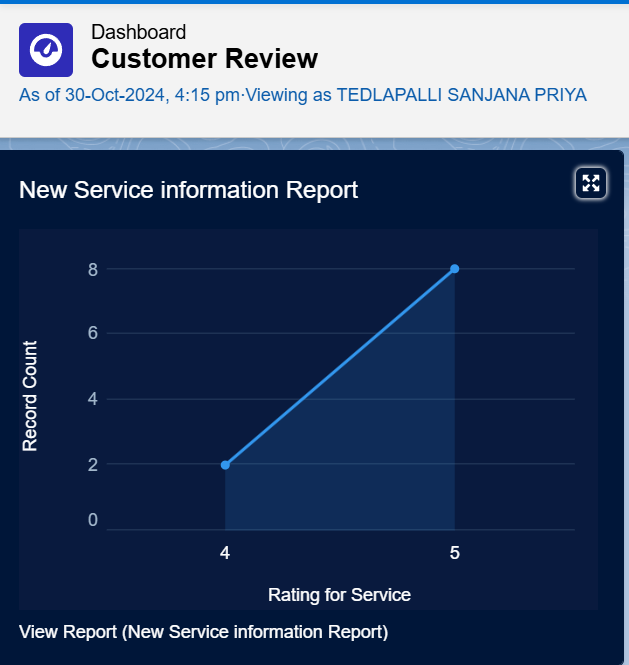 Dashboard
Customer Review
As of 30-Oct-2024, 4:15 pm·Viewing as TEDLAPALLI SANJANA PRIYA
New Service information Report
8
6
4
2
0
Record Count
4 5
Rating for Service
View Report (New Service information Report)